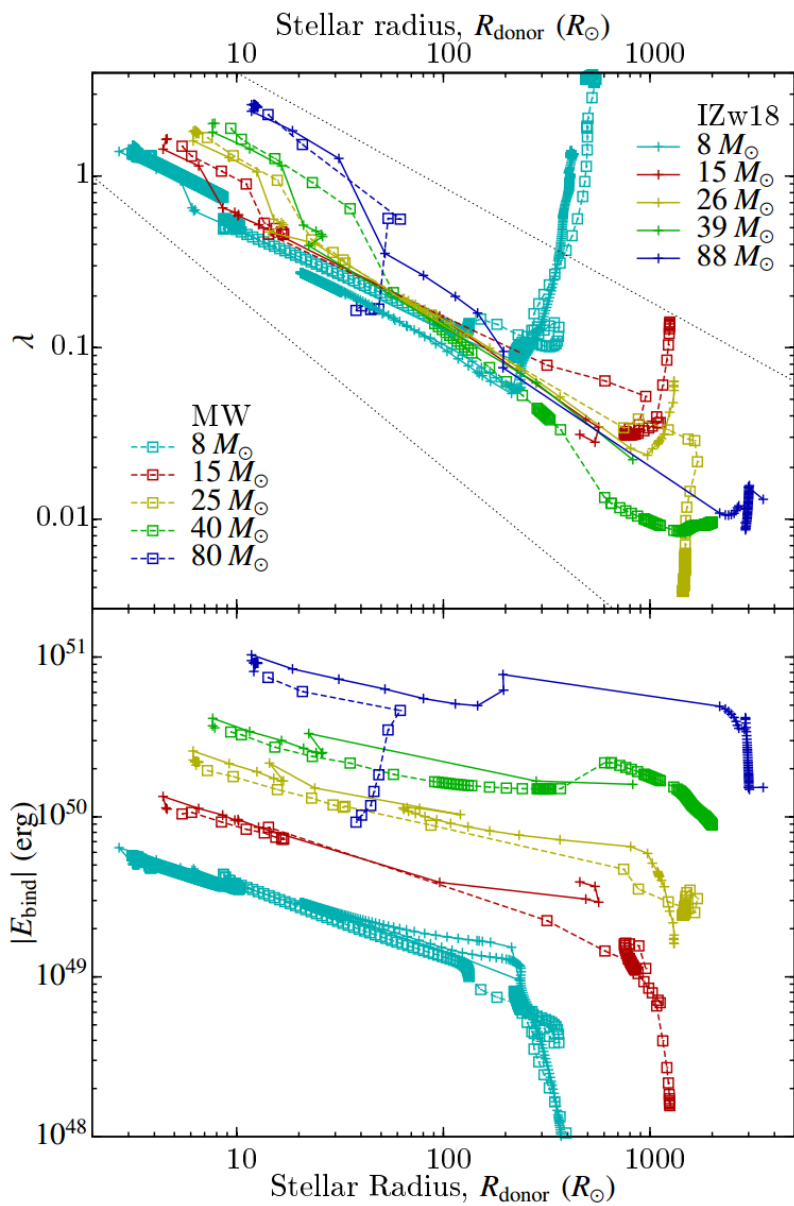 Stellar radius, R_donor (R_⊙)
10 100 1000
λ
1
0.1
0.01
IZw18
8 M_⊙
15 M_⊙
26 M_⊙
39 M_⊙
88 M_⊙
MW
8 M_⊙
15 M_⊙
25 M_⊙
40 M_⊙
80 M_⊙
|E_bind| (erg)
10^51
10^50
10^49
10^48
10 100 1000
Stellar Radius, R_donor (R_⊙)